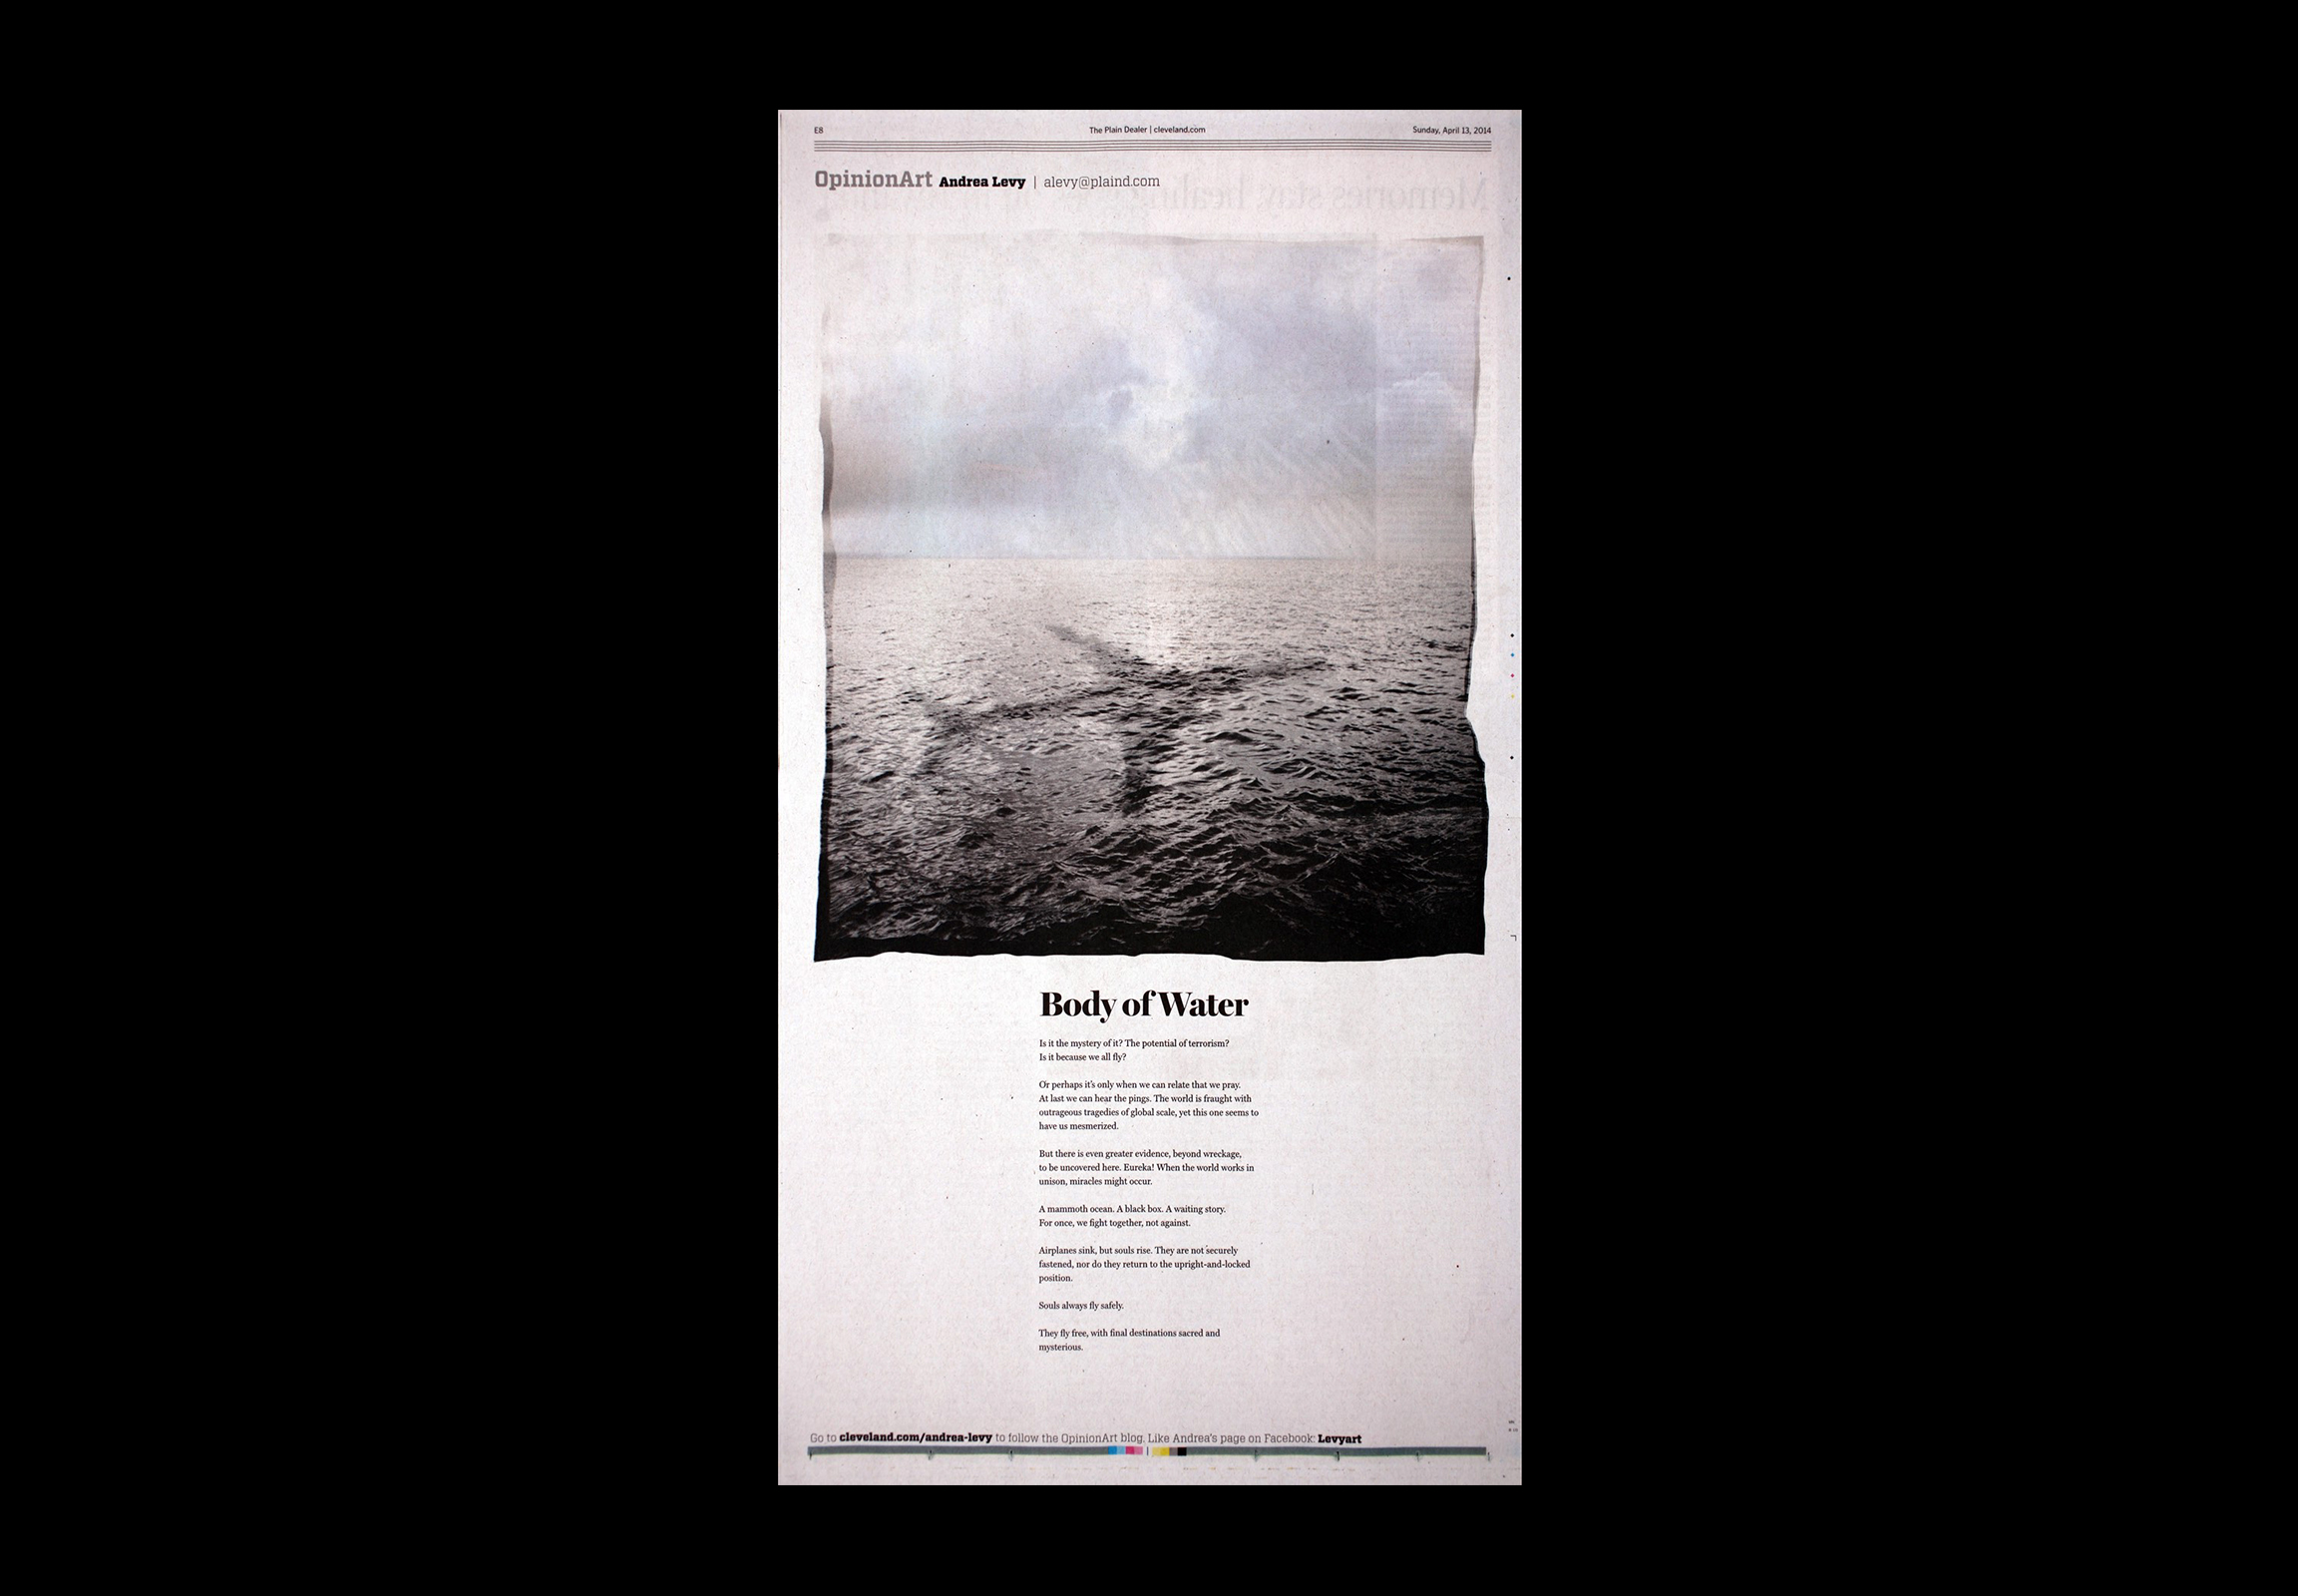 E8
The Plain Dealer | cleveland.com
Sunday, April 13, 2014
OpinionArt Andrea Levy | alevy@plaind.com
Memories stay, healing
Body of Water
Is it the mystery of it? The potential of terrorism?
Is it because we all fly?
Or perhaps it's only when we can relate that we pray.
At last we can hear the pings. The world is fraught with
outrageous tragedies of global scale, yet this one seems to
have us mesmerized.
But there is even greater evidence, beyond wreckage,
to be uncovered here. Eureka! When the world works in
unison, miracles might occur.
A mammoth ocean. A black box. A waiting story.
For once, we fight together, not against.
Airplanes sink, but souls rise. They are not securely
fastened, nor do they return to the upright-and-locked
position.
Souls always fly safely.
They fly free, with final destinations sacred and
mysterious.
Go to cleveland.com/andrea-levy to follow the OpinionArt blog. Like Andrea's page on Facebook: Levyart